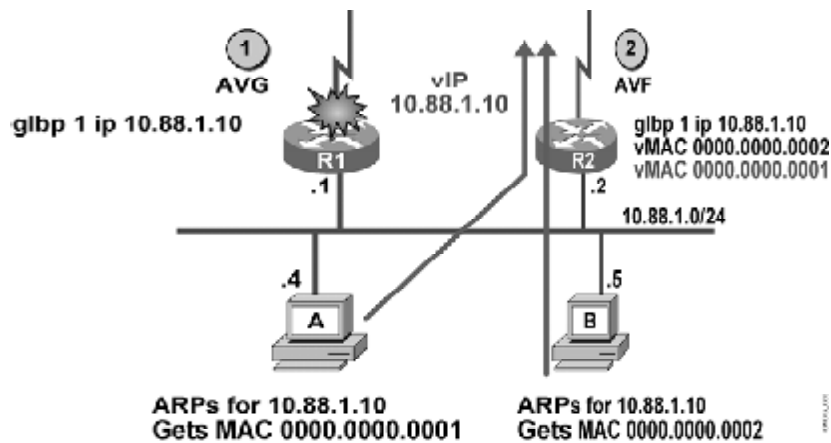 1
AVG
glbp 1 ip 10.88.1.10
R1
.1
vIP
10.88.1.10
2
AVF
glbp 1 ip 10.88.1.10
vMAC 0000.0000.0002
vMAC 0000.0000.0001
R2
.2
10.88.1.0/24
.4
A
.5
B
ARPs for 10.88.1.10
Gets MAC 0000.0000.0001
ARPs for 10.88.1.10
Gets MAC 0000.0000.0002